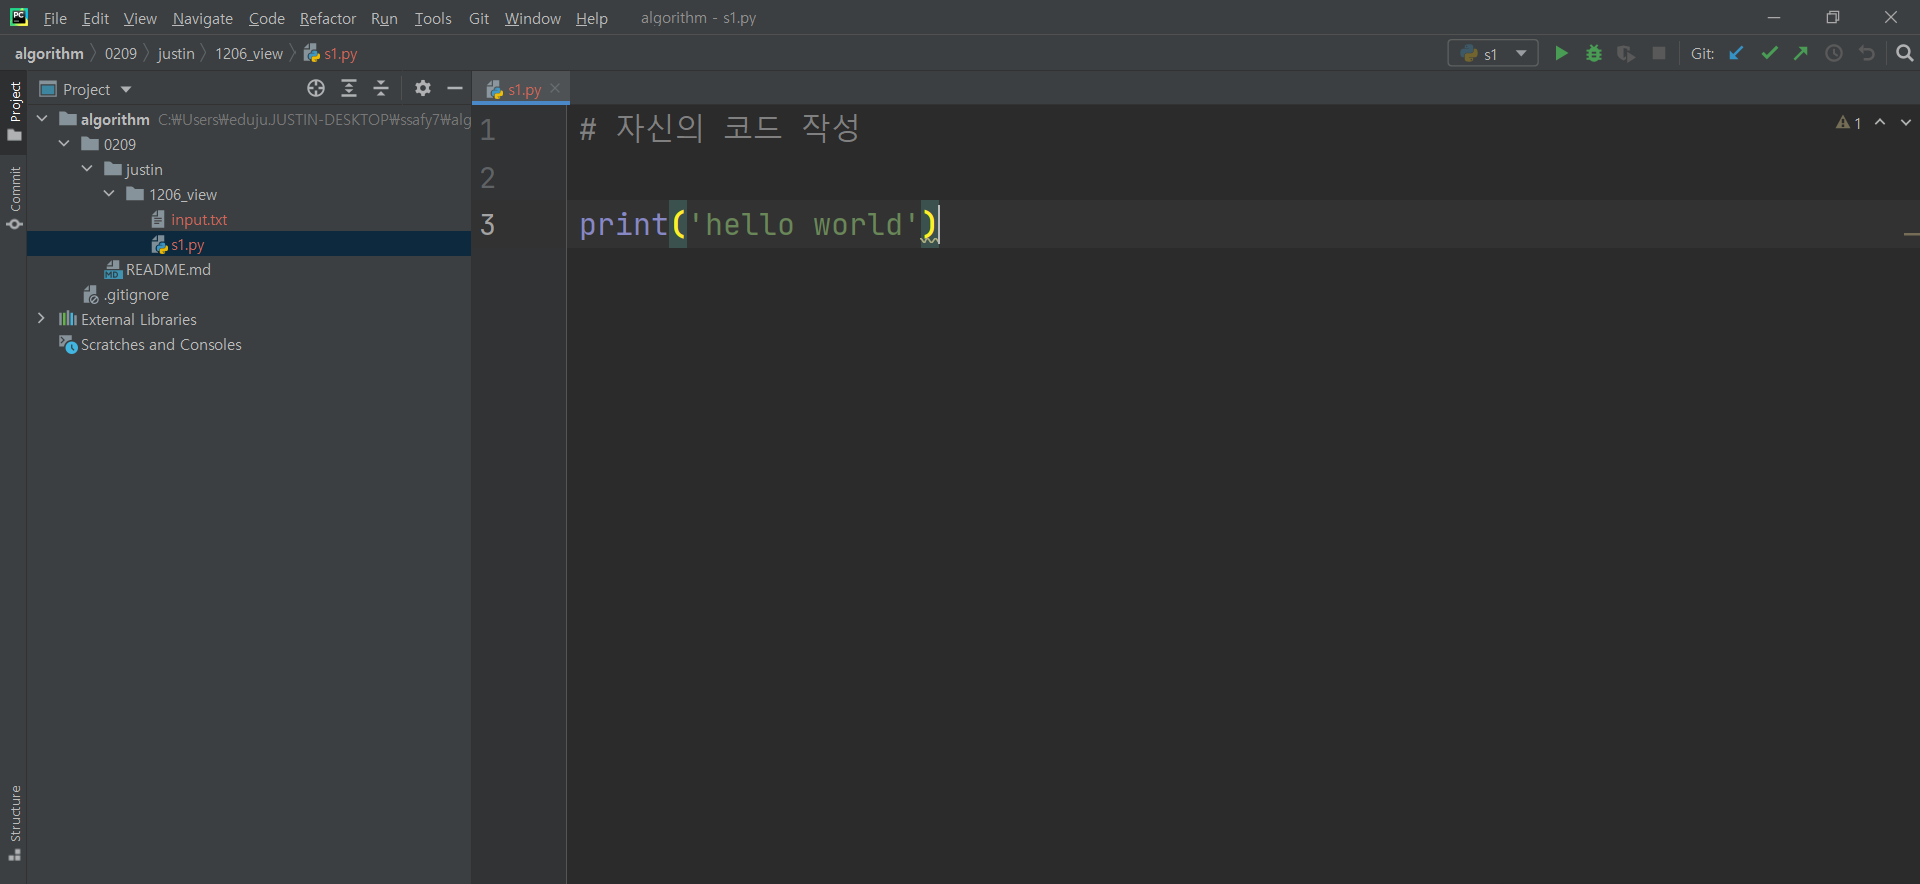 PC File Edit View Navigate Code Refactor Run Tools Git Window Help algorithm - s1.py
algorithm 0209 justin 1206_view s1.py s1 Git:
Project
Commit
Structure
Project
algorithm C:₩Users₩edujuJUSTIN-DESKTOP₩ssafy7₩alg
0209
justin
1206_view
input.txt
s1.py
README.md
.gitignore
External Libraries
Scratches and Consoles
s1.py
1 # 자신의 코드 작성
2
3 print('hello world')
1